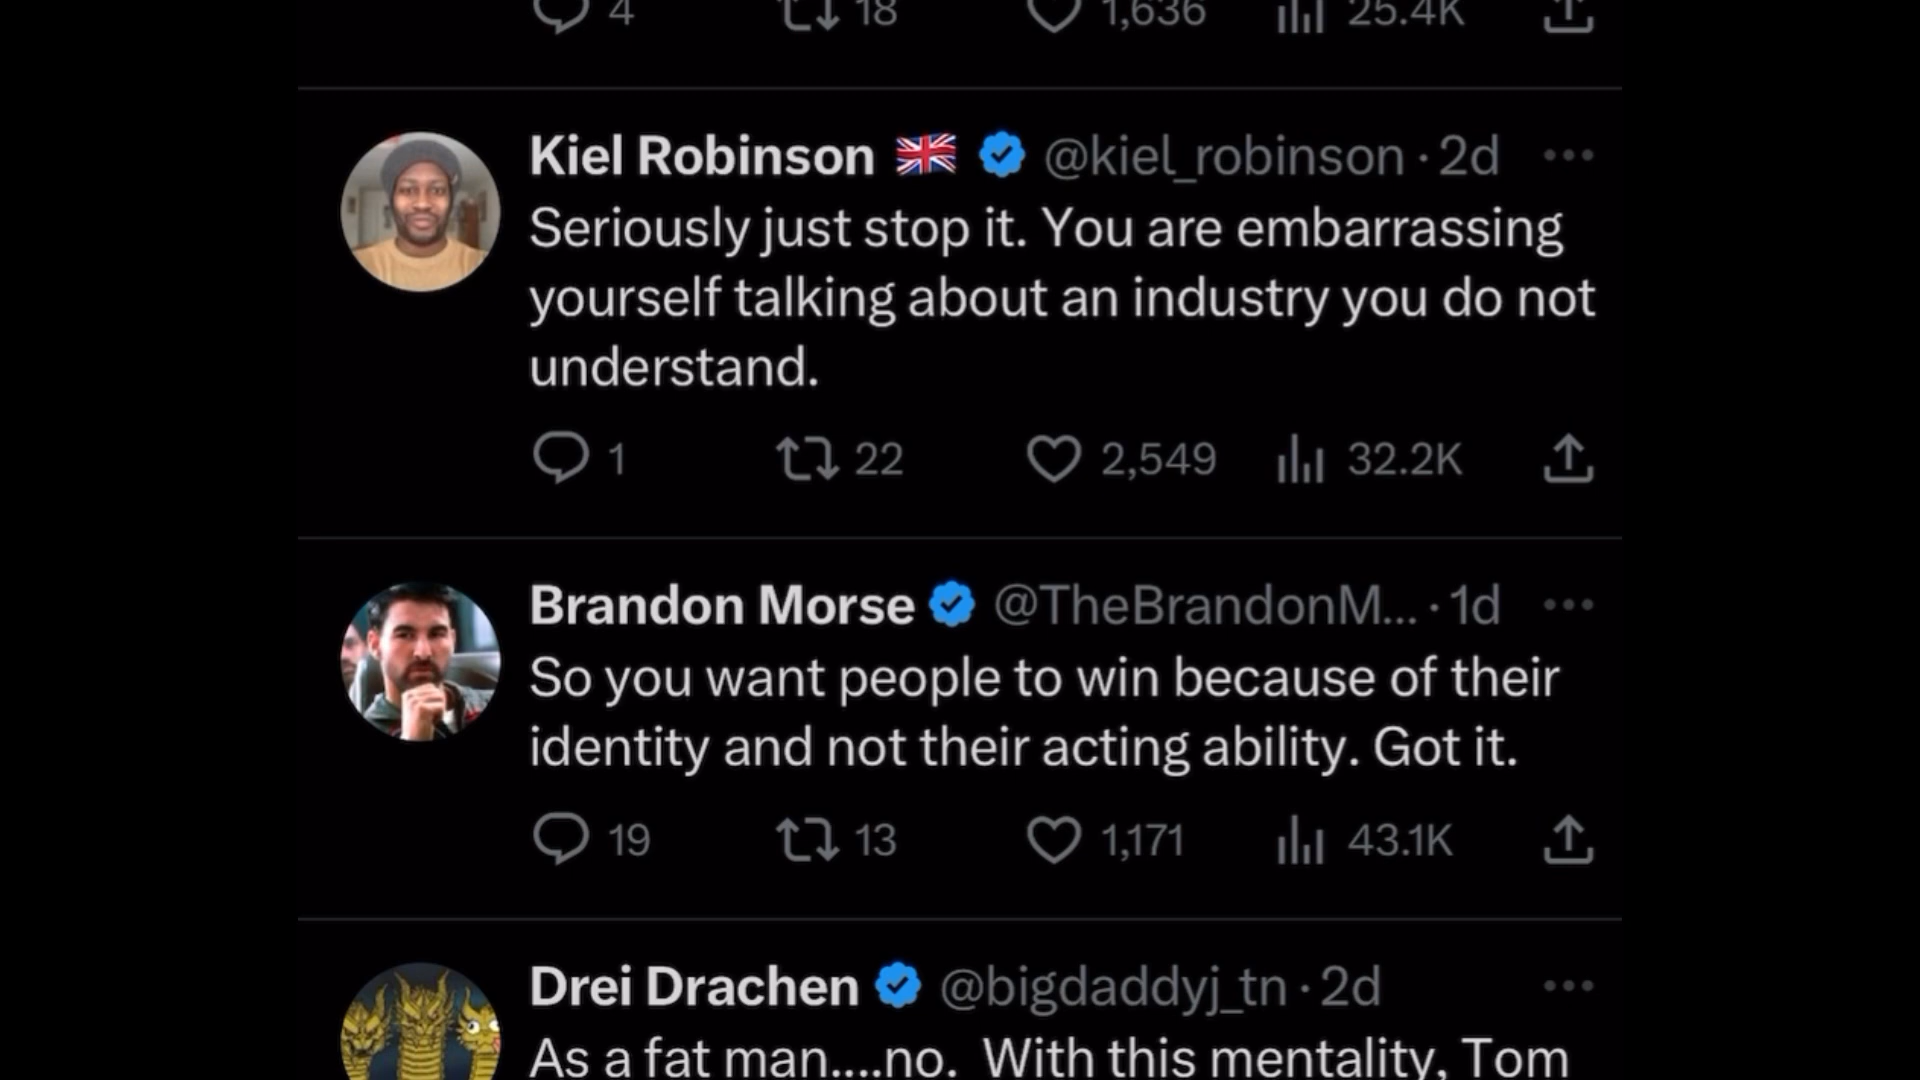 4 18 1,636 25.4K
Kiel Robinson 🇬🇧 @kiel_robinson · 2d
Seriously just stop it. You are embarrassing
yourself talking about an industry you do not
understand.
1 22 2,549 32.2K
Brandon Morse @TheBrandonM... · 1d
So you want people to win because of their
identity and not their acting ability. Got it.
19 13 1,171 43.1K
Drei Drachen @bigdaddyj_tn · 2d
As a fat man....no. With this mentality, Tom